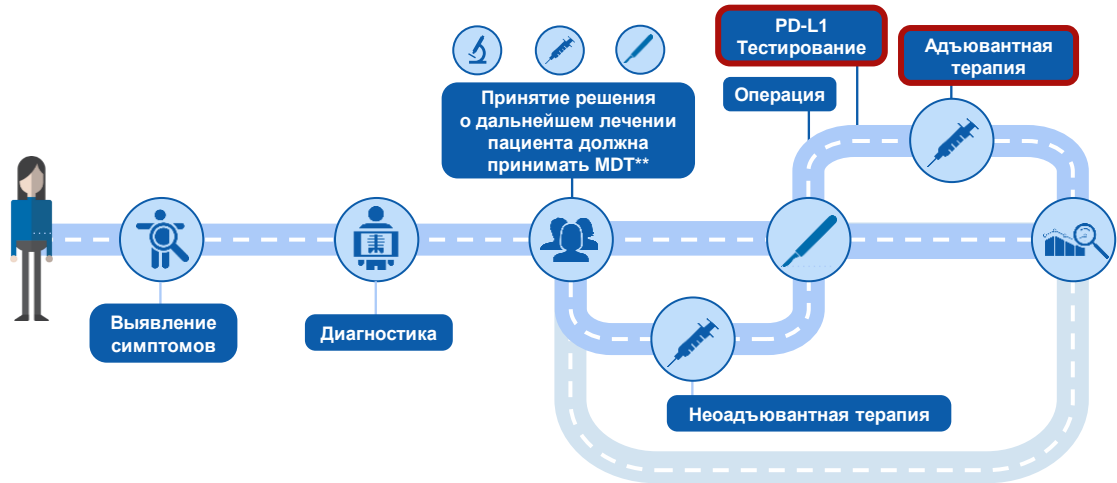 PD-L1
Тестирование
Адъювантная
терапия
Операция
Принятие решения
о дальнейшем лечении
пациента должна
принимать MDT**
Выявление
симптомов
Диагностика
Неоадъювантная терапия